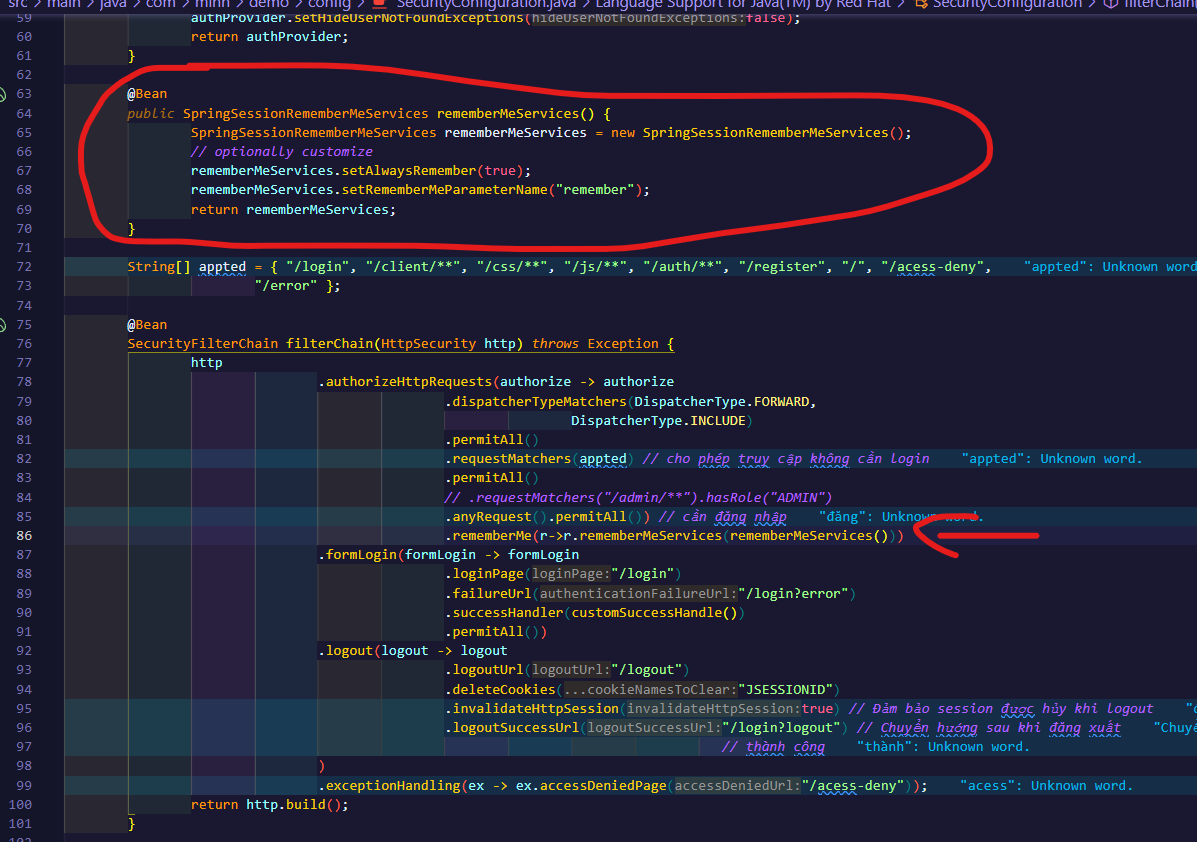 src > main > java > com > minh > demo > config > SecurityConfiguration.java > Language Support for Java(TM) by Red Hat > SecurityConfiguration > filterChain(
59 authProvider.setHideUserNotFoundExceptions(hideUserNotFoundExceptions:false);
60 return authProvider;
61 }
62
63 @Bean
64 public SpringSessionRememberMeServices rememberMeServices() {
65 SpringSessionRememberMeServices rememberMeServices = new SpringSessionRememberMeServices();
66 // optionally customize
67 rememberMeServices.setAlwaysRemember(true);
68 rememberMeServices.setRememberMeParameterName("remember");
69 return rememberMeServices;
70 }
71
72 String[] appted = { "/login", "/client/**", "/css/**", "/js/**", "/auth/**", "/register", "/", "/acess-deny", "appted": Unknown word
73 "/error" };
74
75 @Bean
76 SecurityFilterChain filterChain(HttpSecurity http) throws Exception {
77 http
78 .authorizeHttpRequests(authorize -> authorize
79 .dispatcherTypeMatchers(DispatcherType.FORWARD,
80 DispatcherType.INCLUDE)
81 .permitAll()
82 .requestMatchers(appted) // cho phép truy cập không cần login "appted": Unknown word.
83 .permitAll()
84 // .requestMatchers("/admin/**").hasRole("ADMIN")
85 .anyRequest().permitAll()) // cần đăng nhập "đăng": Unknown word.
86 .rememberMe(r->r.rememberMeServices(rememberMeServices()))
87 .formLogin(formLogin -> formLogin
88 .loginPage(loginPage:"/login")
89 .failureUrl(authenticationFailureUrl:"/login?error")
90 .successHandler(customSuccessHandle())
91 .permitAll())
92 .logout(logout -> logout
93 .logoutUrl(logoutUrl:"/logout")
94 .deleteCookies(...cookieNamesToClear:"JSESSIONID")
95 .invalidateHttpSession(invalidateHttpSession:true) // Đảm bảo session được hủy khi logout
96 .logoutSuccessUrl(logoutSuccessUrl:"/login?logout") // Chuyển hướng sau khi đăng xuất "Chuyể
97 // thành công "thành": Unknown word.
98 )
99 .exceptionHandling(ex -> ex.accessDeniedPage(accessDeniedUrl:"/acess-deny")); "acess": Unknown word.
100 return http.build();
101 }
102